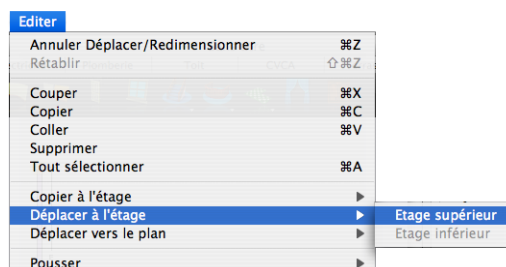 Editer
Annuler Déplacer/Redimensionner ⌘Z
Rétablir ⇧⌘Z
Couper ⌘X
Copier ⌘C
Coller ⌘V
Supprimer
Tout sélectionner ⌘A
Copier à l'étage
Déplacer à l'étage
Etage supérieur
Déplacer vers le plan
Etage inférieur
Pousser